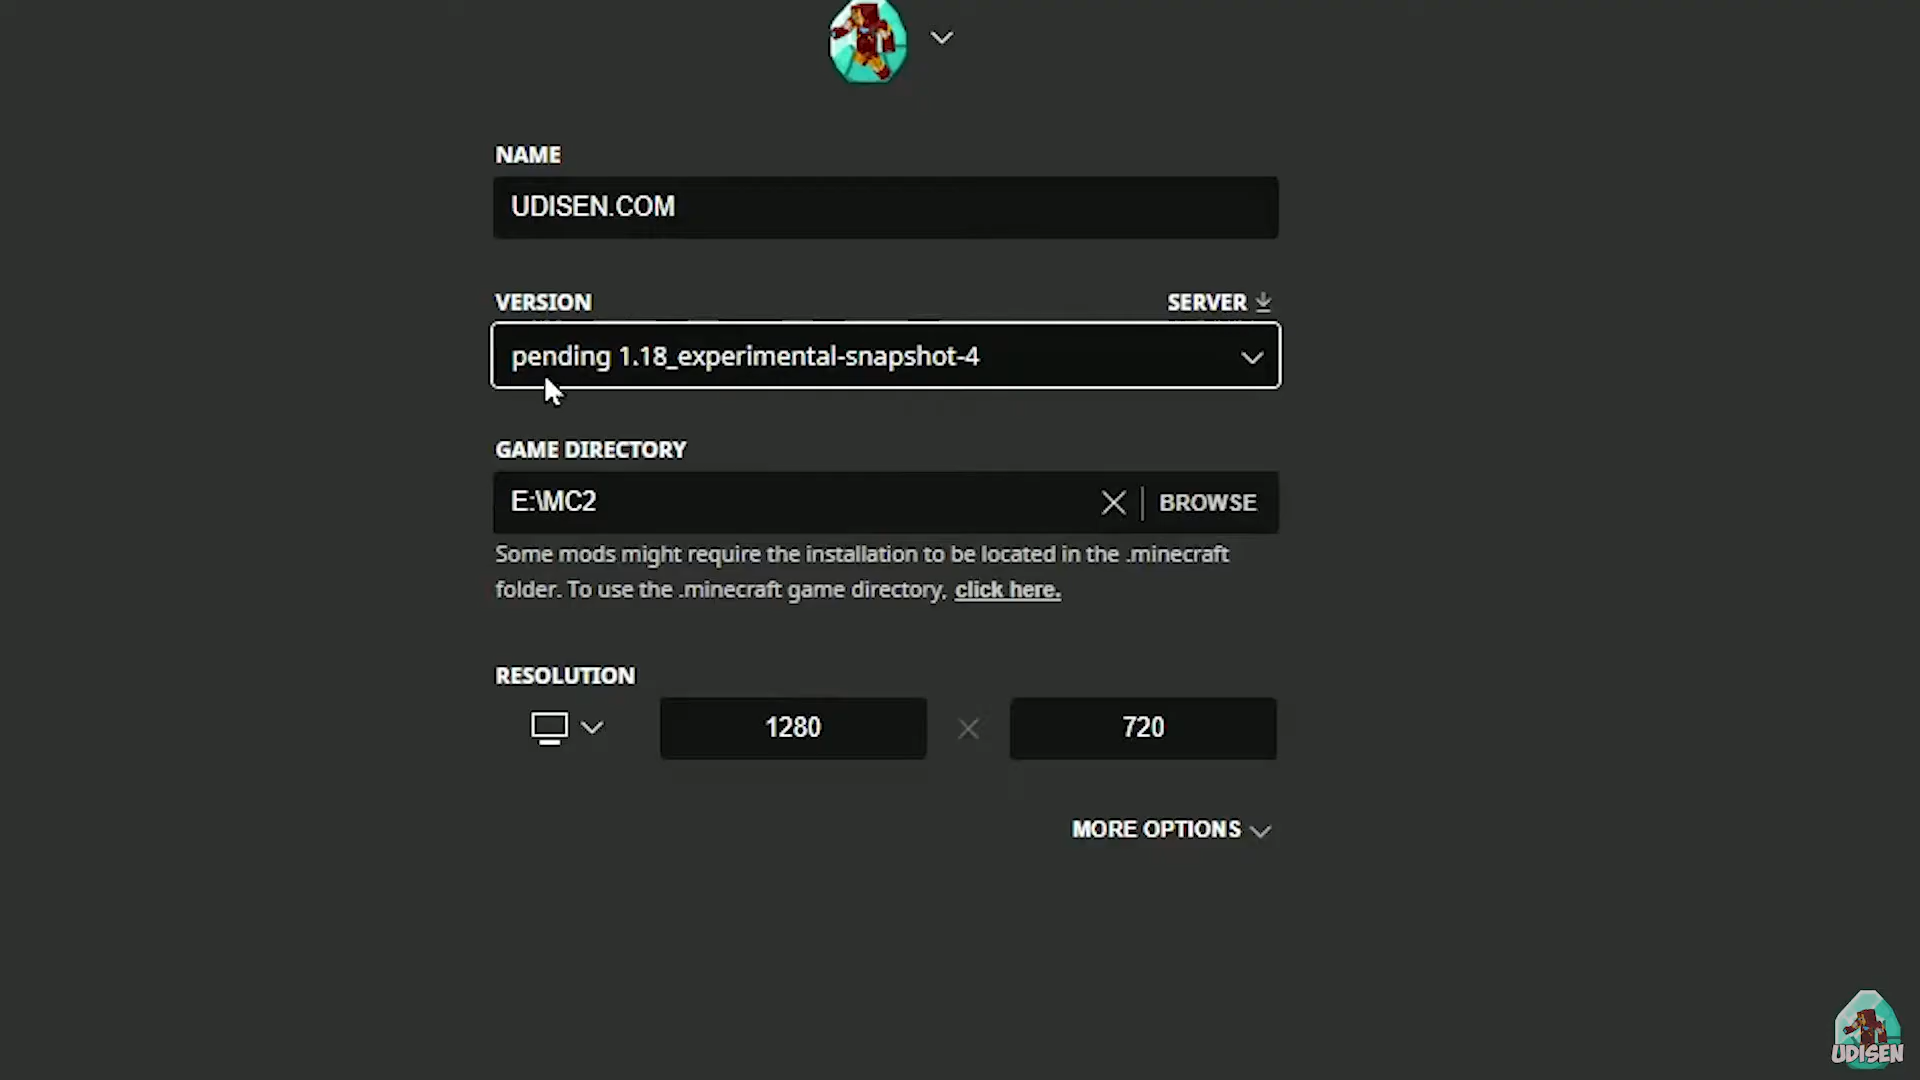 NAME
UDISEN.COM
VERSION
SERVER
pending 1.18_experimental-snapshot-4
GAME DIRECTORY
E:\MC2
BROWSE
Some mods might require the installation to be located in the .minecraft
folder. To use the .minecraft game directory, click here.
RESOLUTION
1280
720
MORE OPTIONS
UDISEN